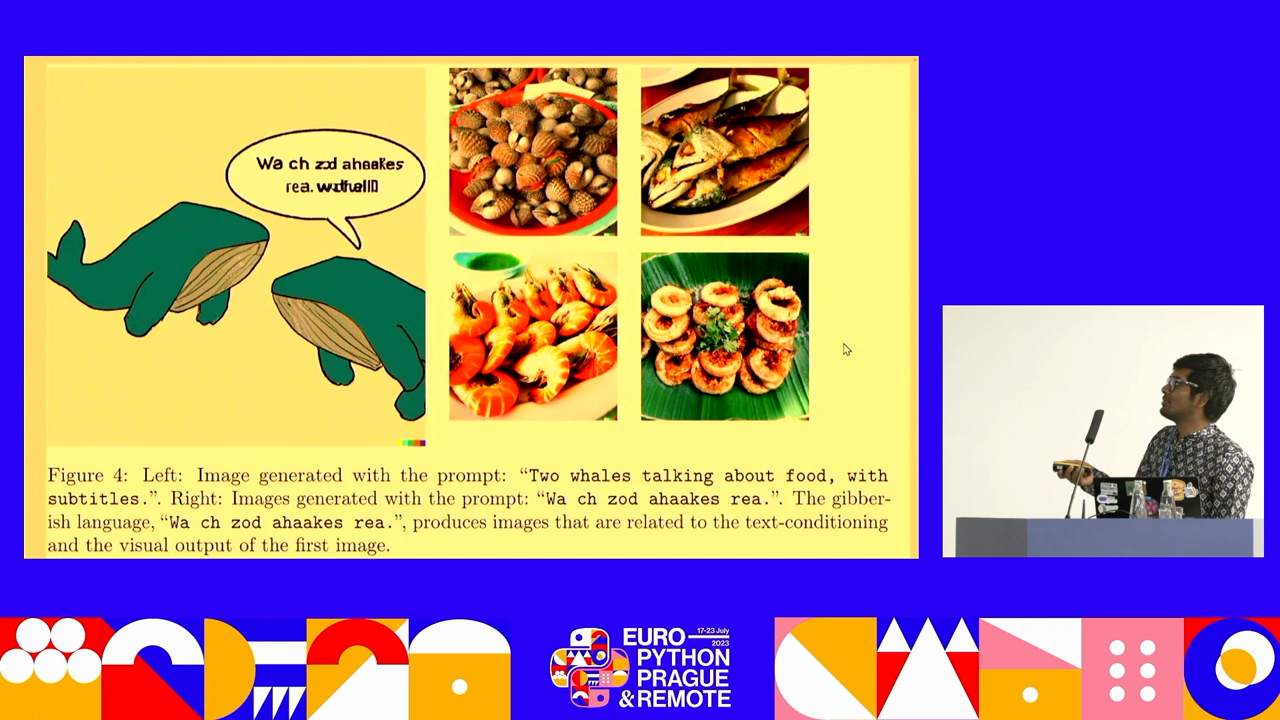 Wa ch zod ahaakes
rea.
Figure 4: Left: Image generated with the prompt: “Two whales talking about food, with
subtitles.”. Right: Images generated with the prompt: “Wa ch zod ahaakes rea.”. The gibber-
ish language, “Wa ch zod ahaakes rea.”, produces images that are related to the text-conditioning
and the visual output of the first image.
17-23 July
2023
EURO
PYTHON
PRAGUE
& REMOTE